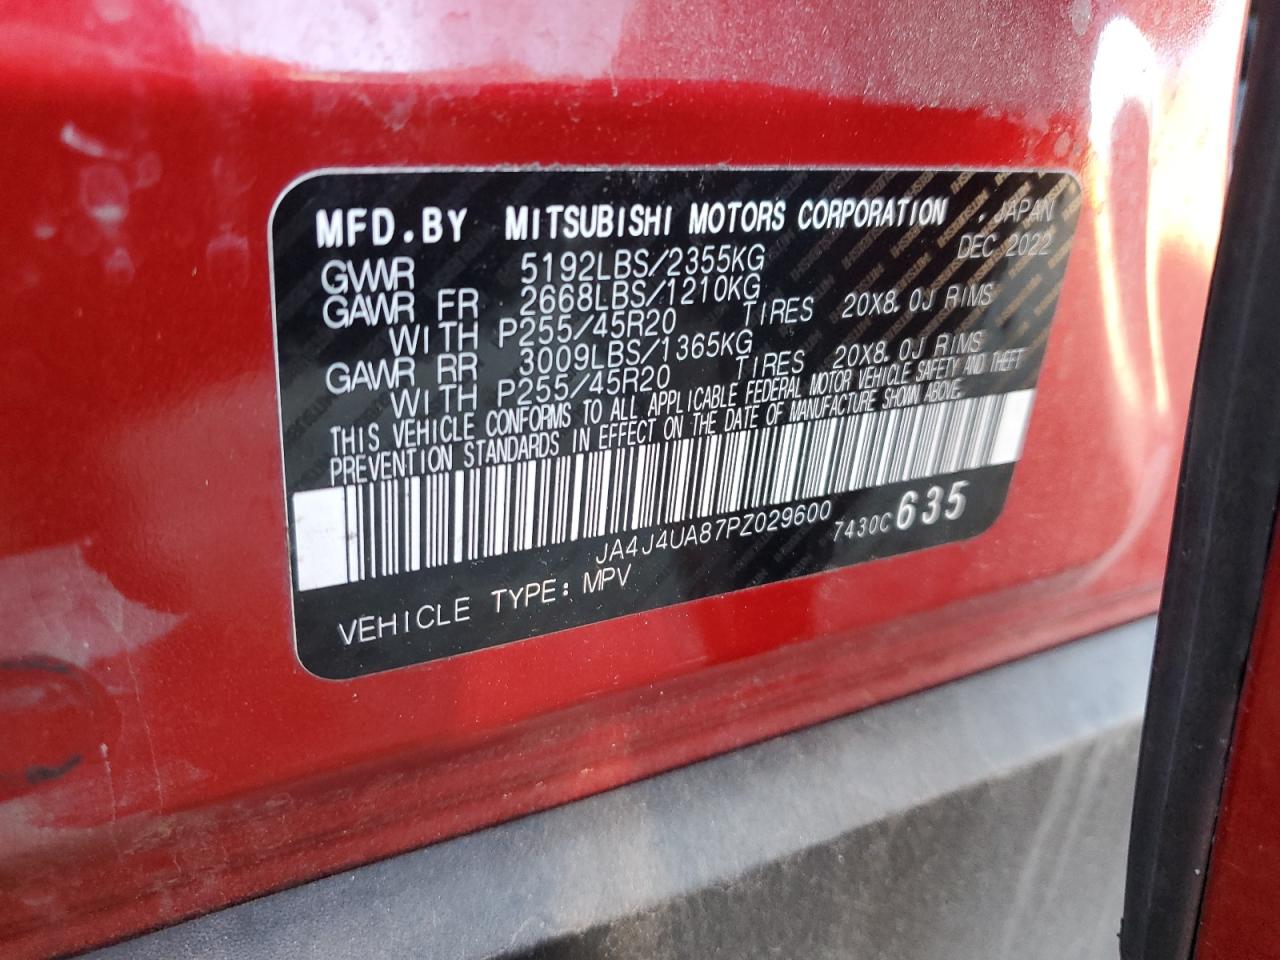 MFD.BY MITSUBISHI MOTORS CORPORATION , JAPAN
DEC 2022
GVWR 5192LBS/2355KG
GAWR FR 2668LBS/1210KG
WITH P255/45R20 TIRES 20X8.0J RIMS
GAWR RR 3009LBS/1365KG
WITH P255/45R20 TIRES 20X8.0J RIMS
THIS VEHICLE CONFORMS TO ALL APPLICABLE FEDERAL MOTOR VEHICLE SAFETY AND THEFT
PREVENTION STANDARDS IN EFFECT ON THE DATE OF MANUFACTURE SHOWN ABOVE.
JA4J4UA87PZ029600 7430C635
VEHICLE TYPE: MPV